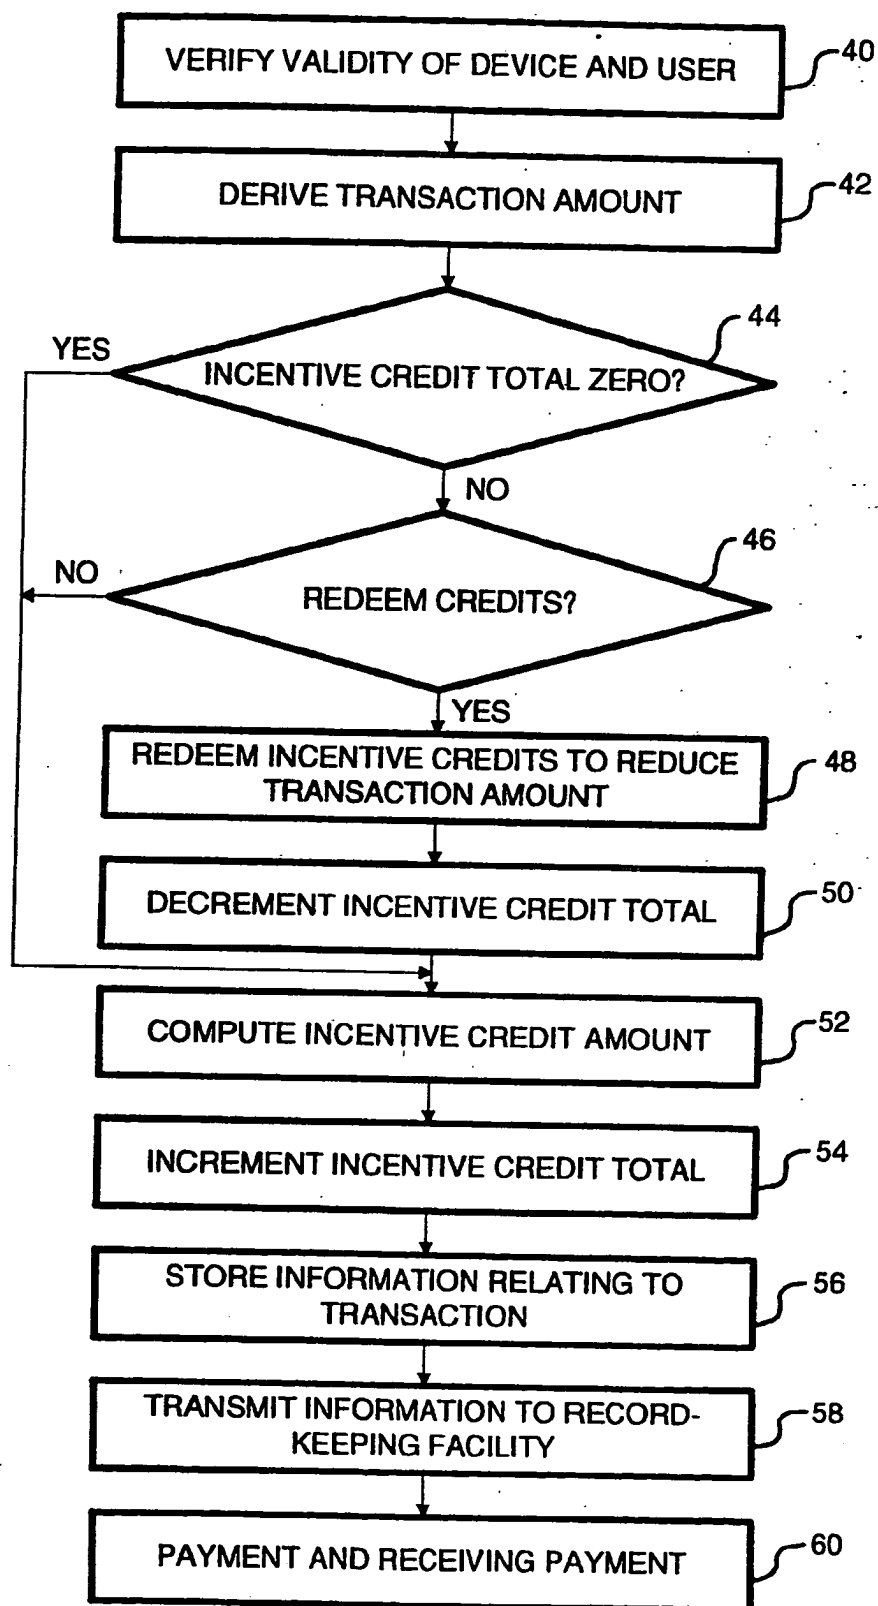 VERIFY VALIDITY OF DEVICE AND USER
40
DERIVE TRANSACTION AMOUNT
42
44
YES
INCENTIVE CREDIT TOTAL ZERO?
NO
46
NO
REDEEM CREDITS?
YES
REDEEM INCENTIVE CREDITS TO REDUCE
TRANSACTION AMOUNT
48
DECREMENT INCENTIVE CREDIT TOTAL
50
COMPUTE INCENTIVE CREDIT AMOUNT
52
INCREMENT INCENTIVE CREDIT TOTAL
54
STORE INFORMATION RELATING TO
TRANSACTION
56
TRANSMIT INFORMATION TO RECORD-
KEEPING FACILITY
58
PAYMENT AND RECEIVING PAYMENT
60